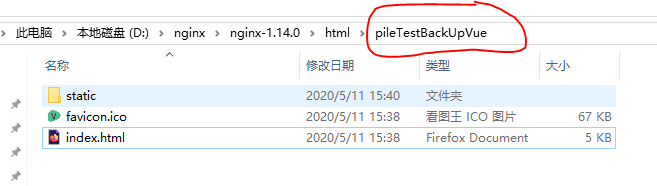 此电脑 > 本地磁盘 (D:) > nginx > nginx-1.14.0 > html > pileTestBackUpVue
名称 修改日期 类型 大小
static 2020/5/11 15:40 文件夹
favicon.ico 2020/5/11 15:38 看图王 ICO 图片 67 KB
index.html 2020/5/11 15:38 Firefox Document 5 KB